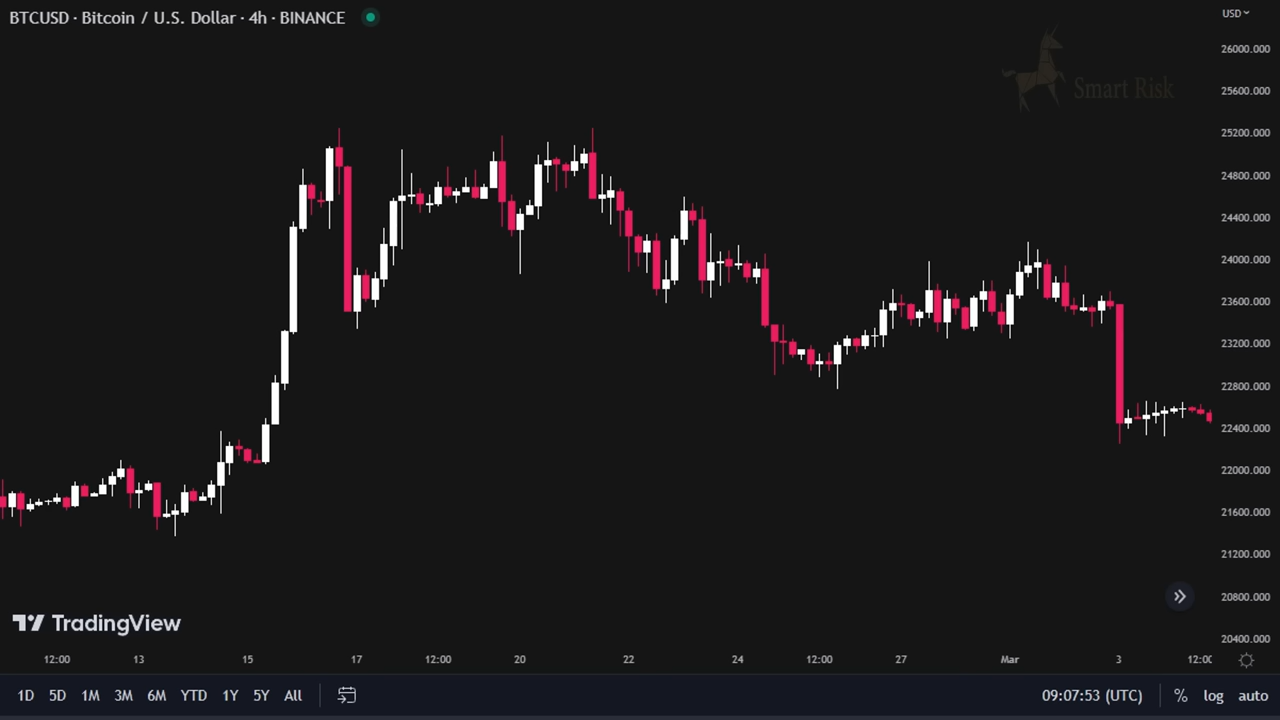 BTCUSD · Bitcoin / U.S. Dollar · 4h · BINANCE
USD
26000.000
Smart Risk
25600.000
25200.000
24800.000
24400.000
24000.000
23600.000
23200.000
22800.000
22400.000
22000.000
21600.000
21200.000
20800.000
20400.000
TradingView
12:00 13 15 17 12:00 20 22 24 12:00 27 Mar 3 12:00
1D 5D 1M 3M 6M YTD 1Y 5Y All 09:07:53 (UTC) % log auto